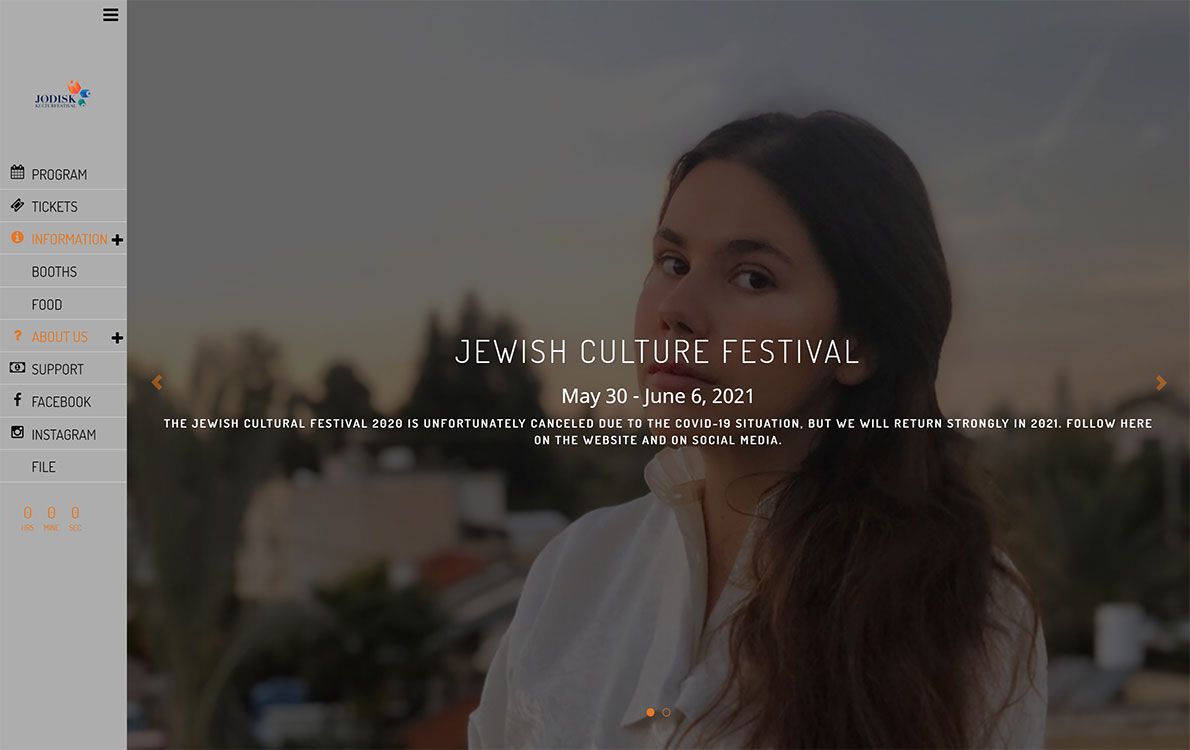 JØDISK
KULTURFESTIVAL
PROGRAM
TICKETS
INFORMATION
BOOTHS
FOOD
ABOUT US
SUPPORT
FACEBOOK
INSTAGRAM
FILE
0 0 0
HRS MINS SEC
JEWISH CULTURE FESTIVAL
May 30 - June 6, 2021
THE JEWISH CULTURAL FESTIVAL 2020 IS UNFORTUNATELY CANCELED DUE TO THE COVID-19 SITUATION, BUT WE WILL RETURN STRONGLY IN 2021. FOLLOW HERE
ON THE WEBSITE AND ON SOCIAL MEDIA.